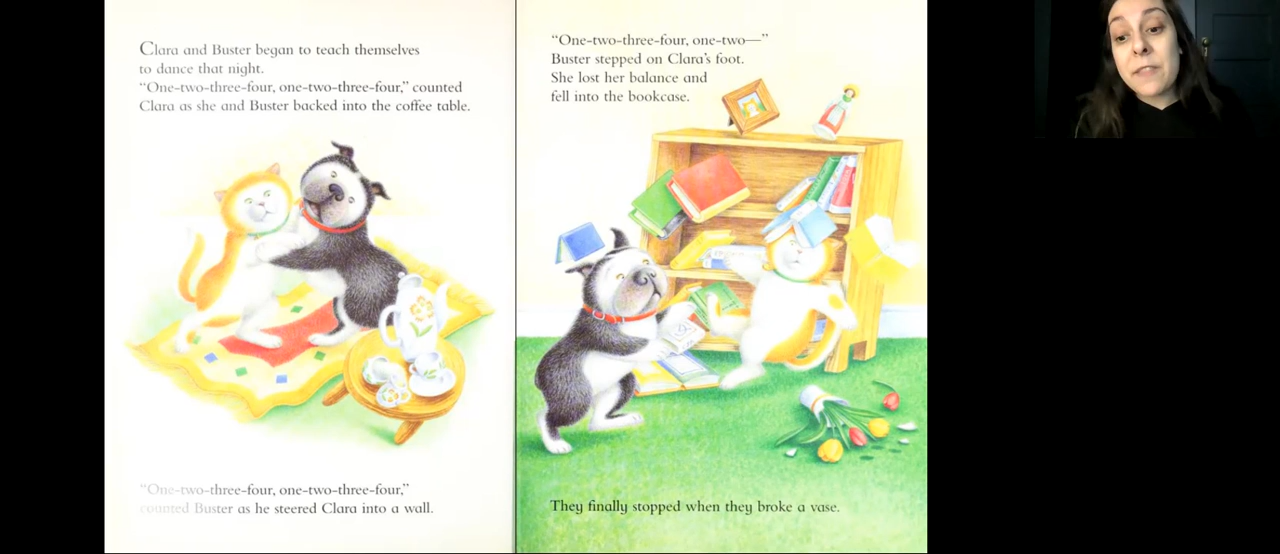 Clara and Buster began to teach themselves
to dance that night.
“One-two-three-four, one-two-three-four,” counted
Clara as she and Buster backed into the coffee table.
“One-two-three-four, one-two-three-four,”
counted Buster as he steered Clara into a wall.
“One-two-three-four, one-two—”
Buster stepped on Clara’s foot.
She lost her balance and
fell into the bookcase.
They finally stopped when they broke a vase.